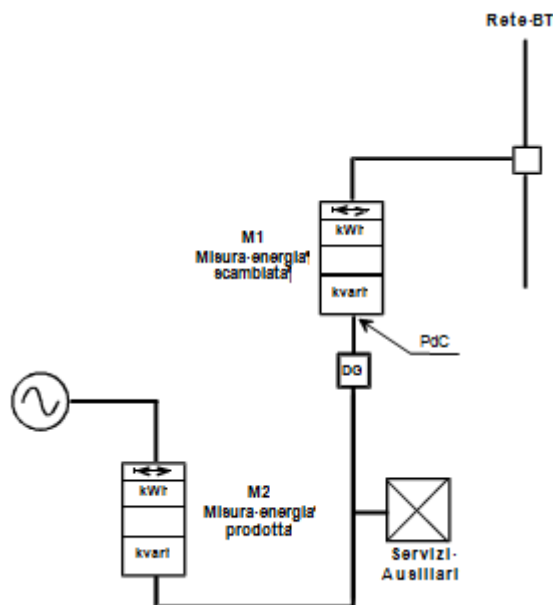 Rete-BT
M1
Misura-energia
scambiata
kWh
kvarh
PdC
DG
M2
Misura-energia
prodotta
kWh
kvarh
Servizi-
Ausiliari